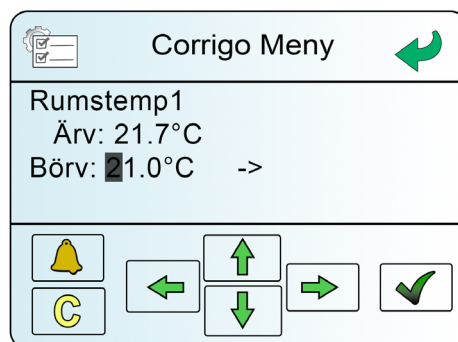 Corrigo Meny
Rumstemp1
Ärv: 21.7°C
Börv: 21.0°C ->
C